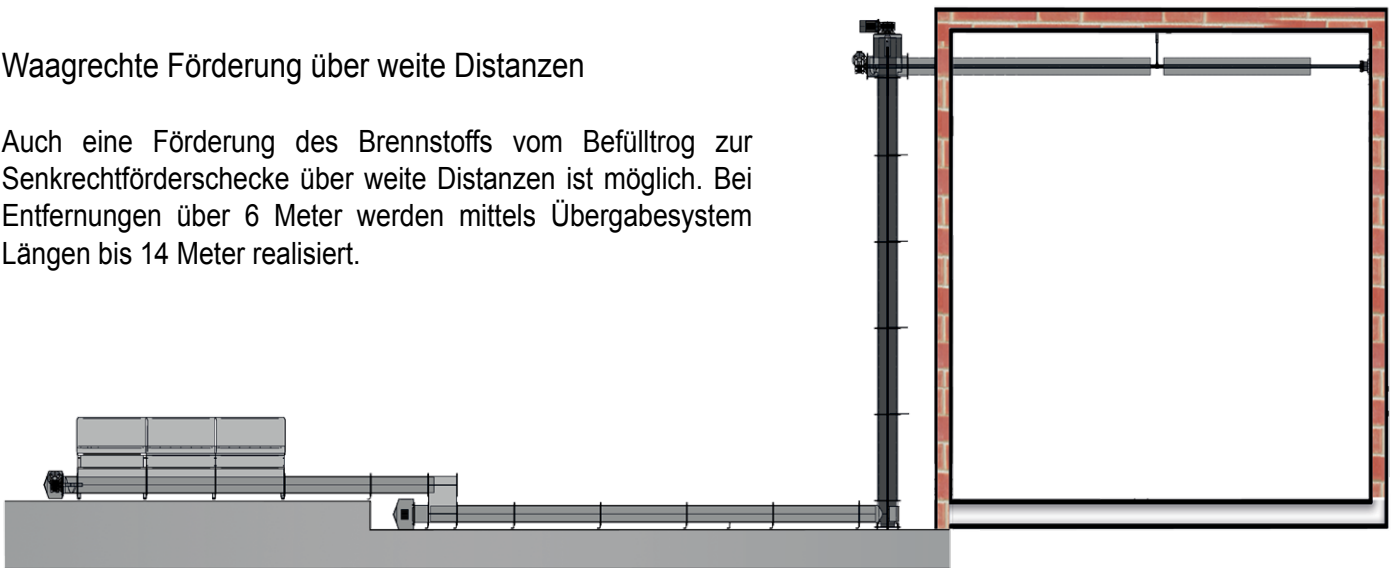 Waagrechte Förderung über weite Distanzen
Auch eine Förderung des Brennstoffs vom Befülltrog zur
Senkrechtförderschecke über weite Distanzen ist möglich. Bei
Entfernungen über 6 Meter werden mittels Übergabesystem
Längen bis 14 Meter realisiert.